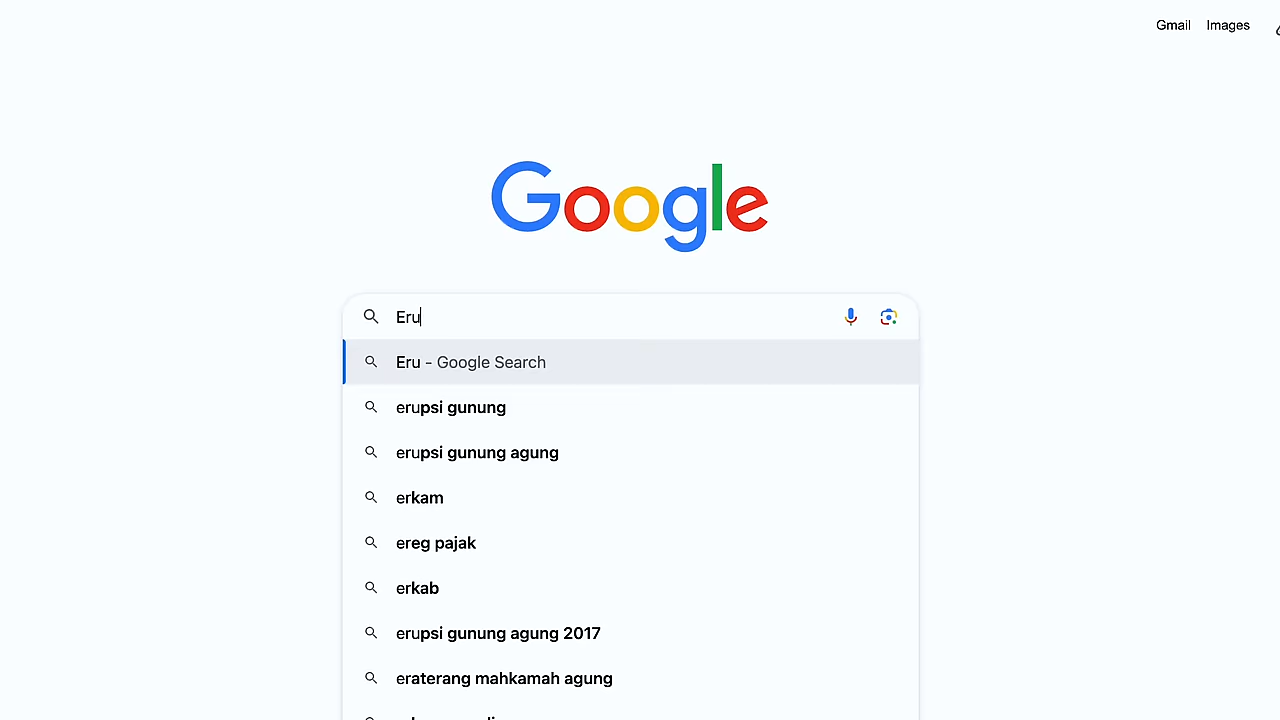 Gmail Images
Google
Eru
Eru - Google Search
erupsi gunung
erupsi gunung agung
erkam
ereg pajak
erkab
erupsi gunung agung 2017
eraterang mahkamah agung